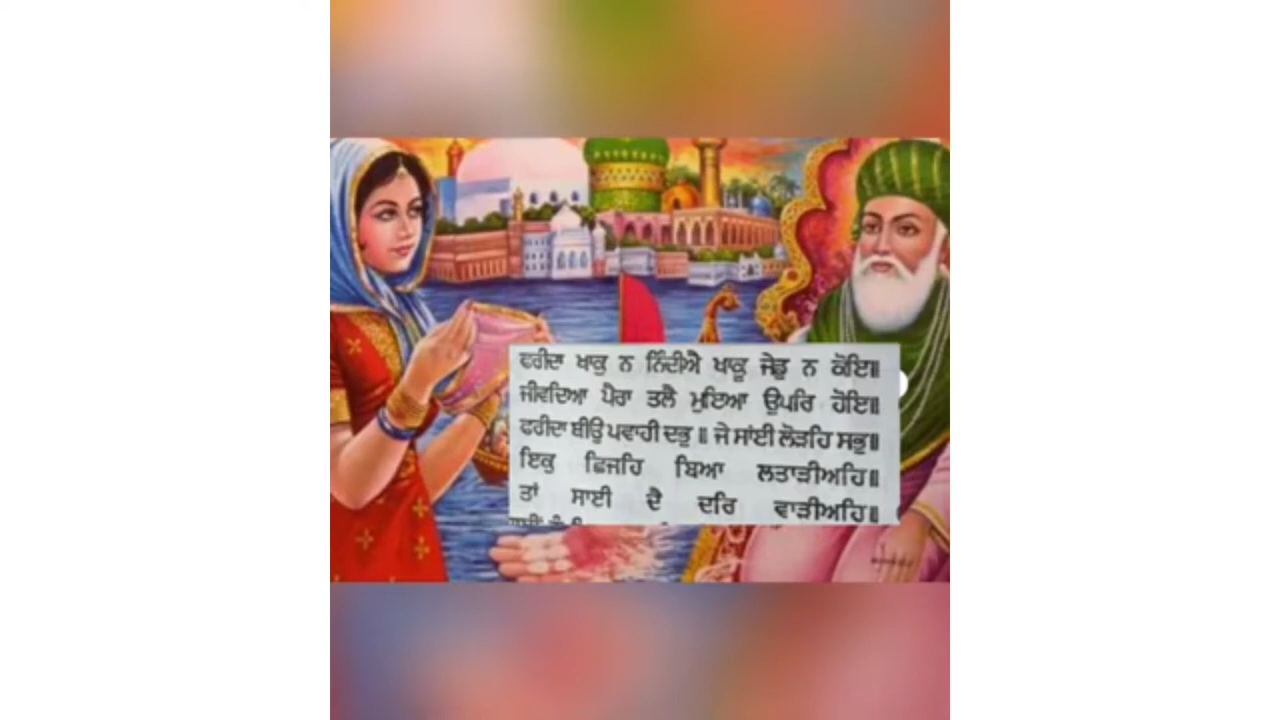 ਫਰੀਦਾ ਖਾਕੁ ਨ ਨਿੰਦੀਐ ਖਾਕੂ ਜੇਡੁ ਨ ਕੋਇ॥
ਜੀਵਦਿਆ ਪੈਰਾ ਤਲੈ ਮੁਇਆ ਉਪਰਿ ਹੋਇ॥
ਫਰੀਦਾ ਥੀਉ ਪਵਾਹੀ ਦਭੁ ॥ ਜੇ ਸਾਂਈ ਲੋੜਹਿ ਸਭੁ॥
ਇਕੁ ਛਿਜਹਿ ਬਿਆ ਲਤਾੜੀਅਹਿ॥
ਤਾਂ ਸਾਈ ਦੈ ਦਰਿ ਵਾੜੀਅਹਿ॥